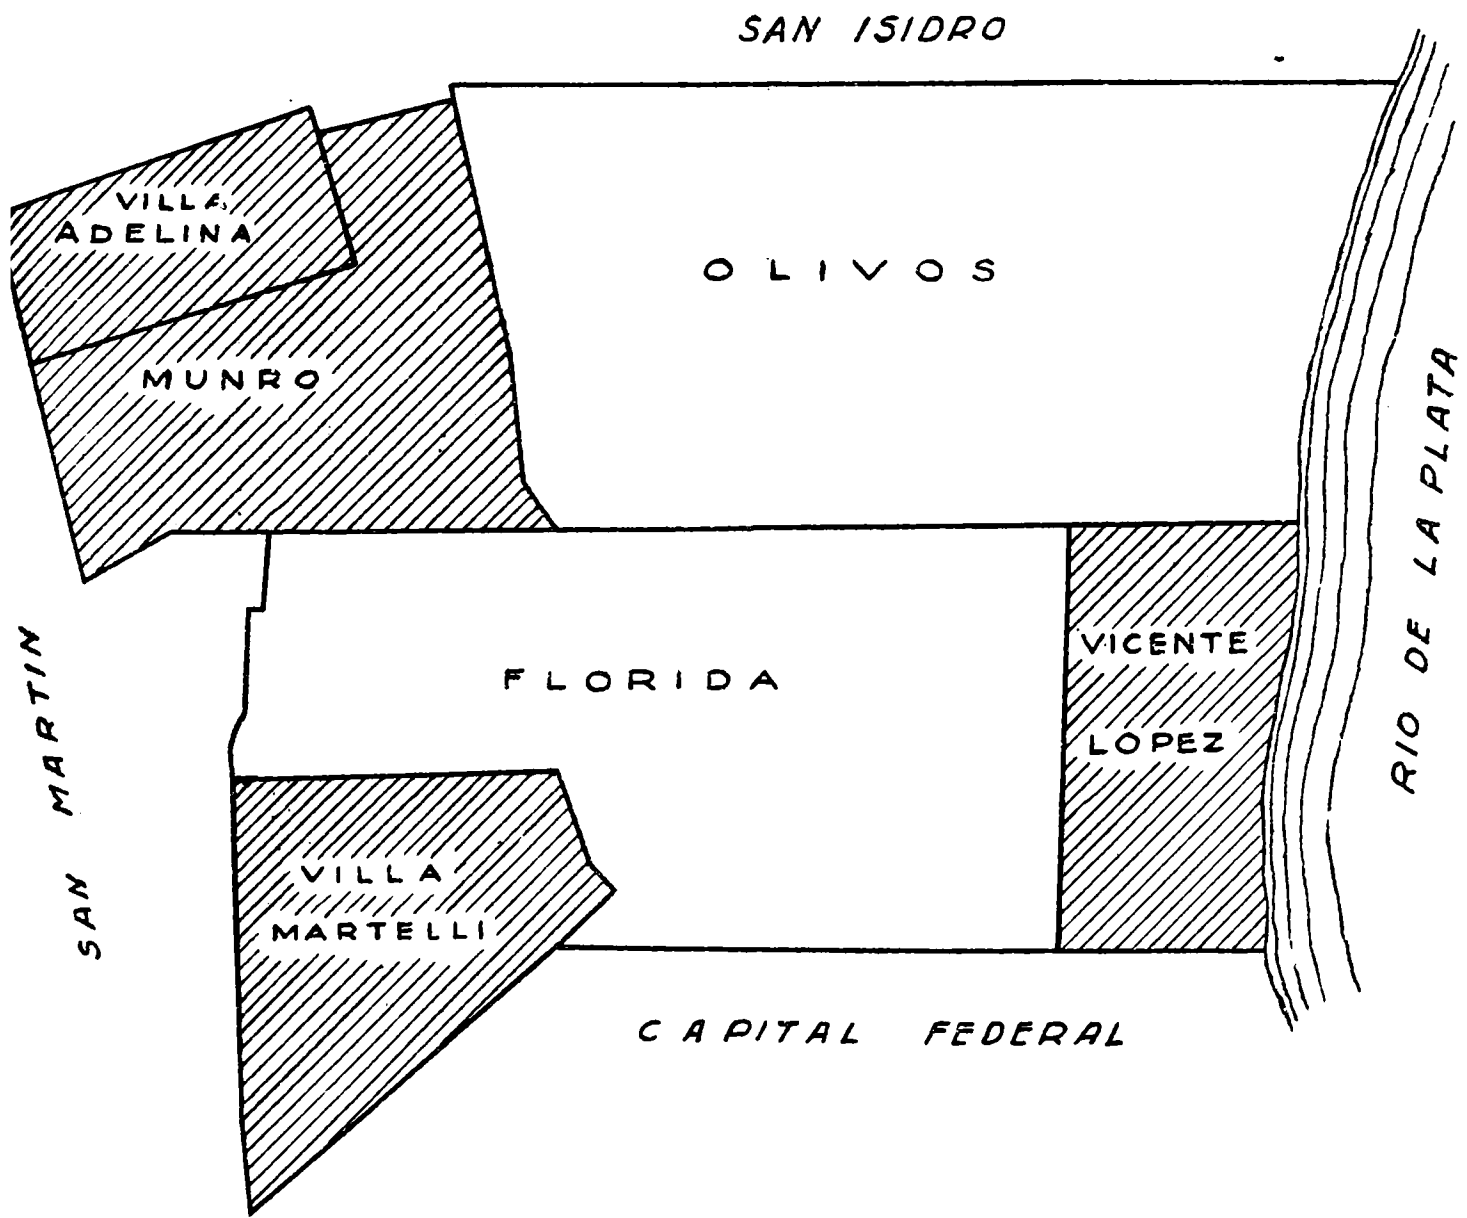 SAN ISIDRO
VILLA
ADELINA
OLIVOS
MUNRO
RIO DE LA PLATA
VICENTE
LOPEZ
FLORIDA
SAN MARTIN
VILLA
MARTELLI
CAPITAL FEDERAL